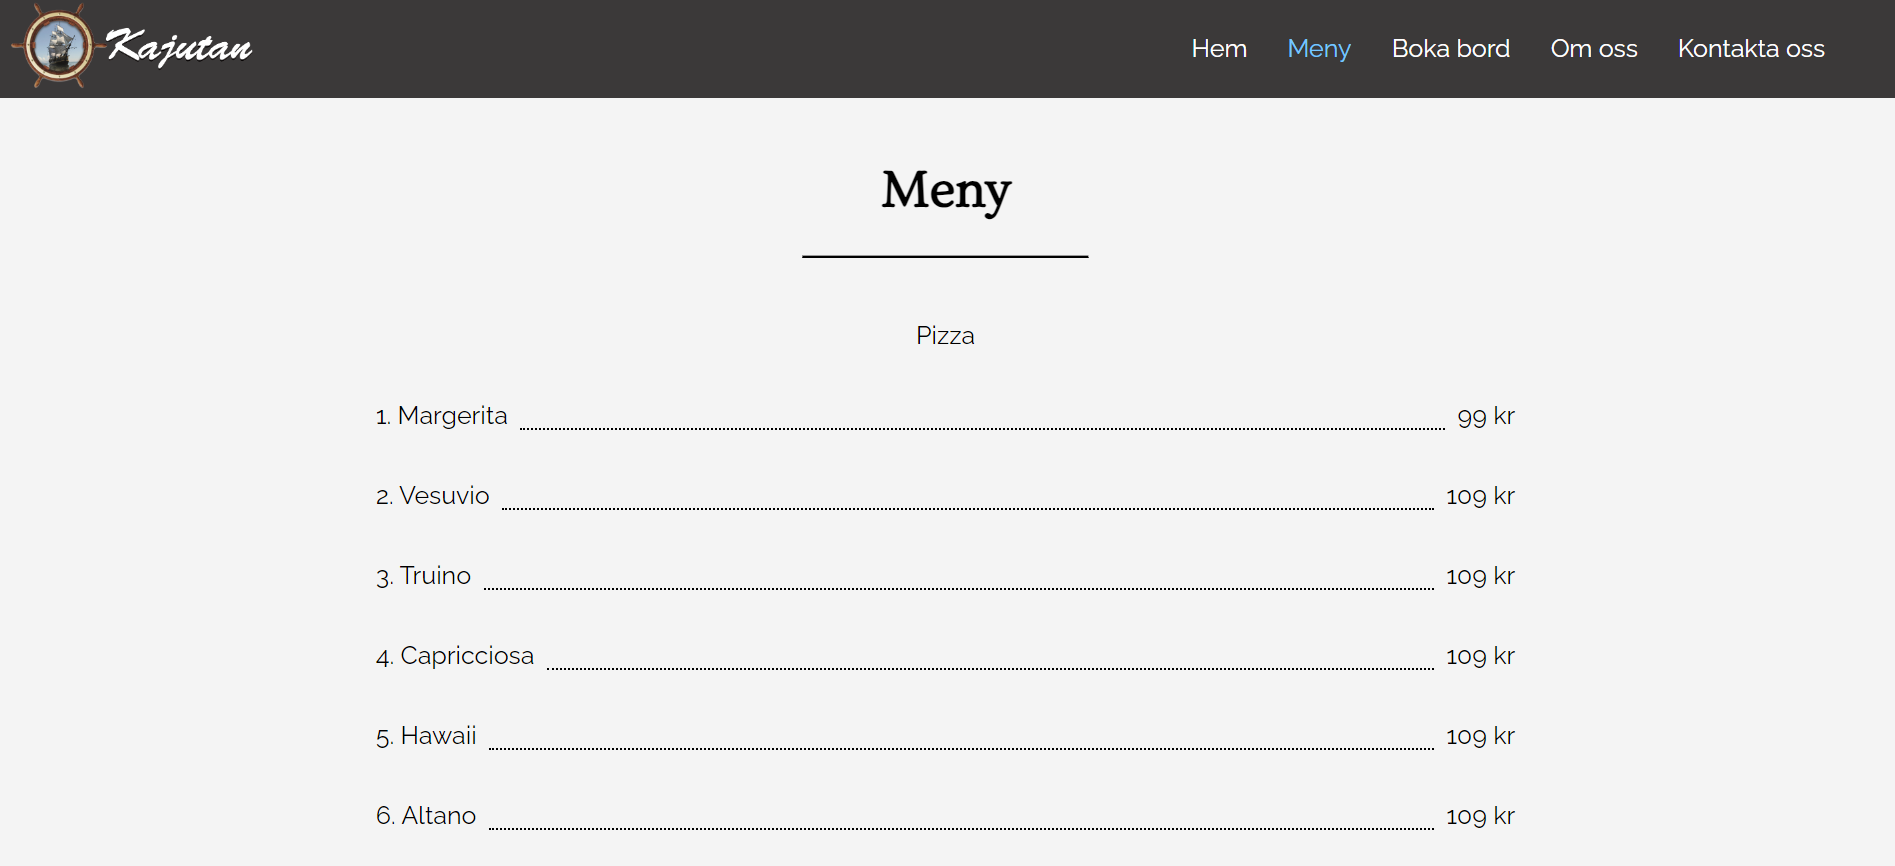 Kajutan
Hem Meny Boka bord Om oss Kontakta oss
Meny
Pizza
1. Margerita 99 kr
2. Vesuvio 109 kr
3. Truino 109 kr
4. Capricciosa 109 kr
5. Hawaii 109 kr
6. Altano 109 kr